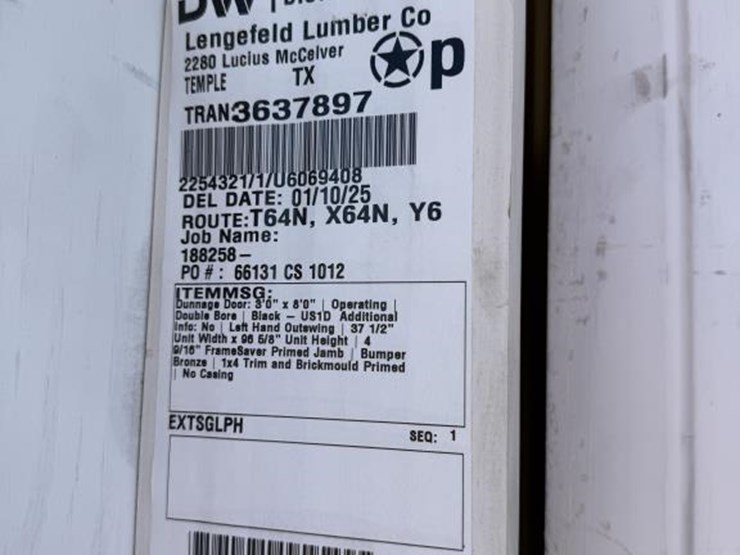 DW
Lengefeld Lumber Co
2280 Lucius McCelver
TEMPLE TX
p
TRAN3637897
2254321/1/U6069408
DEL DATE: 01/10/25
ROUTE:T64N, X64N, Y6
Job Name:
188258 –
PO # : 66131 CS 1012
ITEMMSG:
Dunnage Door: 3'0" x 8'0" | Operating |
Double Bore | Black – US1D Additional
Info: No | Left Hand Outswing | 37 1/2"
Unit Width x 96 5/8" Unit Height | 4
9/16" FrameSaver Primed Jamb | Bumper
Bronze | 1x4 Trim and Brickmould Primed
| No Casing
EXTSGLPH
SEQ: 1